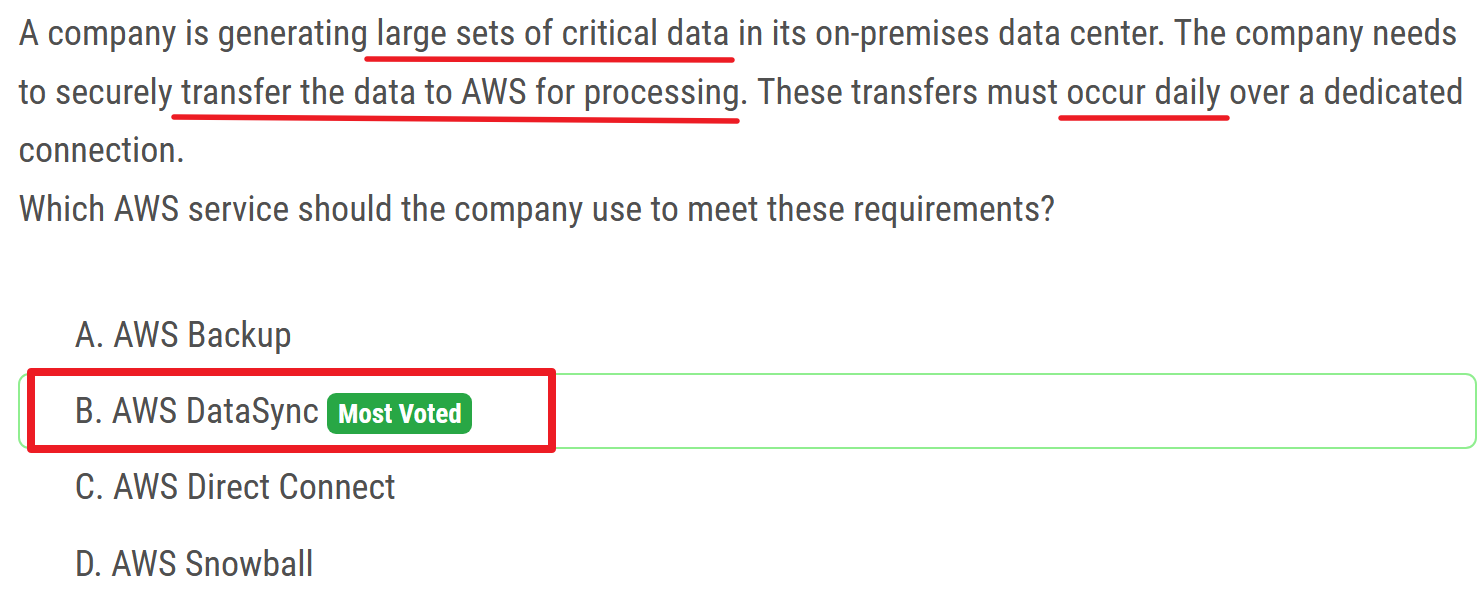 A company is generating large sets of critical data in its on-premises data center. The company needs
to securely transfer the data to AWS for processing. These transfers must occur daily over a dedicated
connection.
Which AWS service should the company use to meet these requirements?
A. AWS Backup
B. AWS DataSync Most Voted
C. AWS Direct Connect
D. AWS Snowball